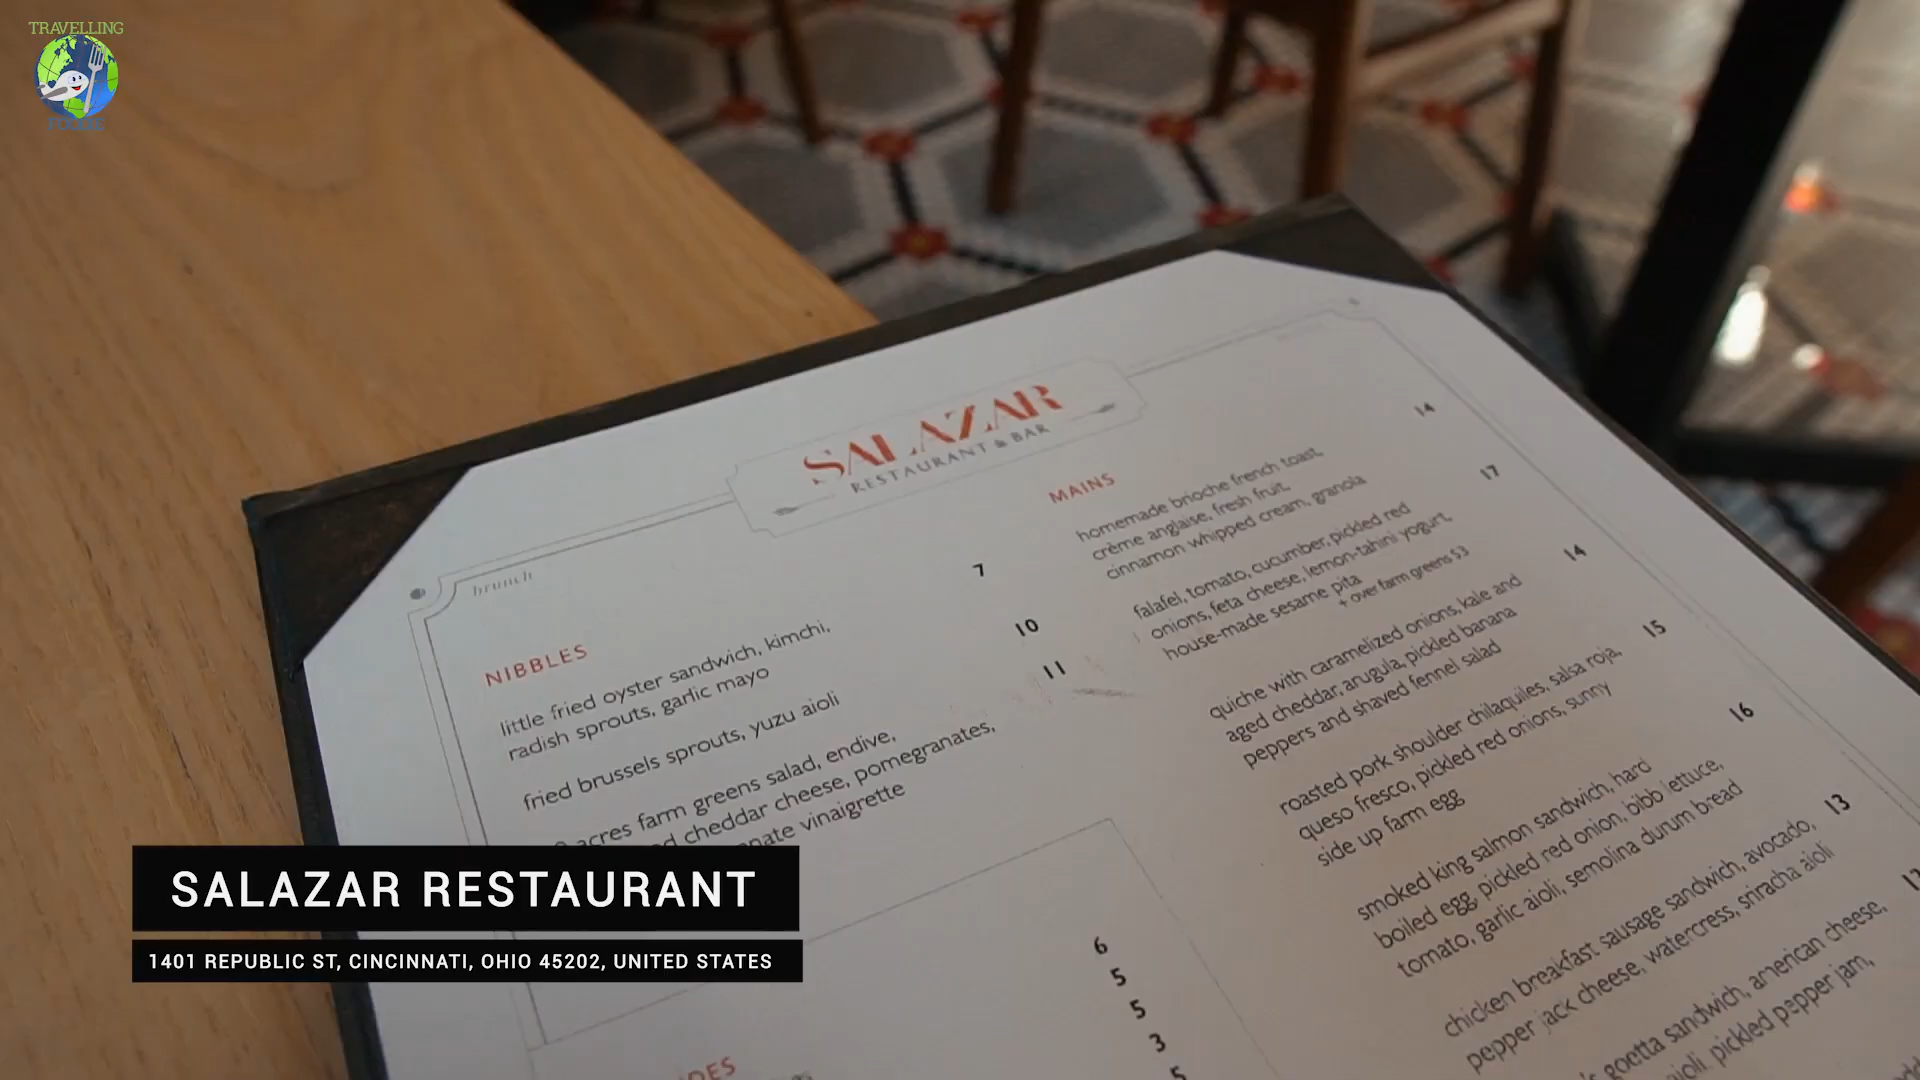 TRAVELLING
FOODIE
SALAZAR
RESTAURANT & BAR
brunch
NIBBLES
little fried oyster sandwich, kimchi, 7
radish sprouts, garlic mayo
fried brussels sprouts, yuzu aioli 10
acres farm greens salad, endive, 11
cheddar cheese, pomegranates,
vinaigrette
6
5
5
3
5
MAINS
homemade brioche french toast, 14
crème anglaise, fresh fruit,
cinnamon whipped cream, granola
falafel, tomato, cucumber, pickled red 17
onions, feta cheese, lemon-tahini yogurt,
house-made sesame pita
+ over farm greens $3
quiche with caramelized onions, kale and 14
aged cheddar, arugula, pickled banana
peppers and shaved fennel salad
roasted pork shoulder chilaquiles, salsa roja, 15
queso fresco, pickled red onions, sunny
side up farm egg
smoked king salmon sandwich, hard 16
boiled egg, pickled red onion, bibb lettuce,
tomato, garlic aioli, semolina durum bread
chicken breakfast sausage sandwich, avocado, 13
pepper jack cheese, watercress, sriracha aioli
goetta sandwich, american cheese,
aioli, pickled pepper jam,
SALAZAR RESTAURANT
1401 REPUBLIC ST, CINCINNATI, OHIO 45202, UNITED STATES